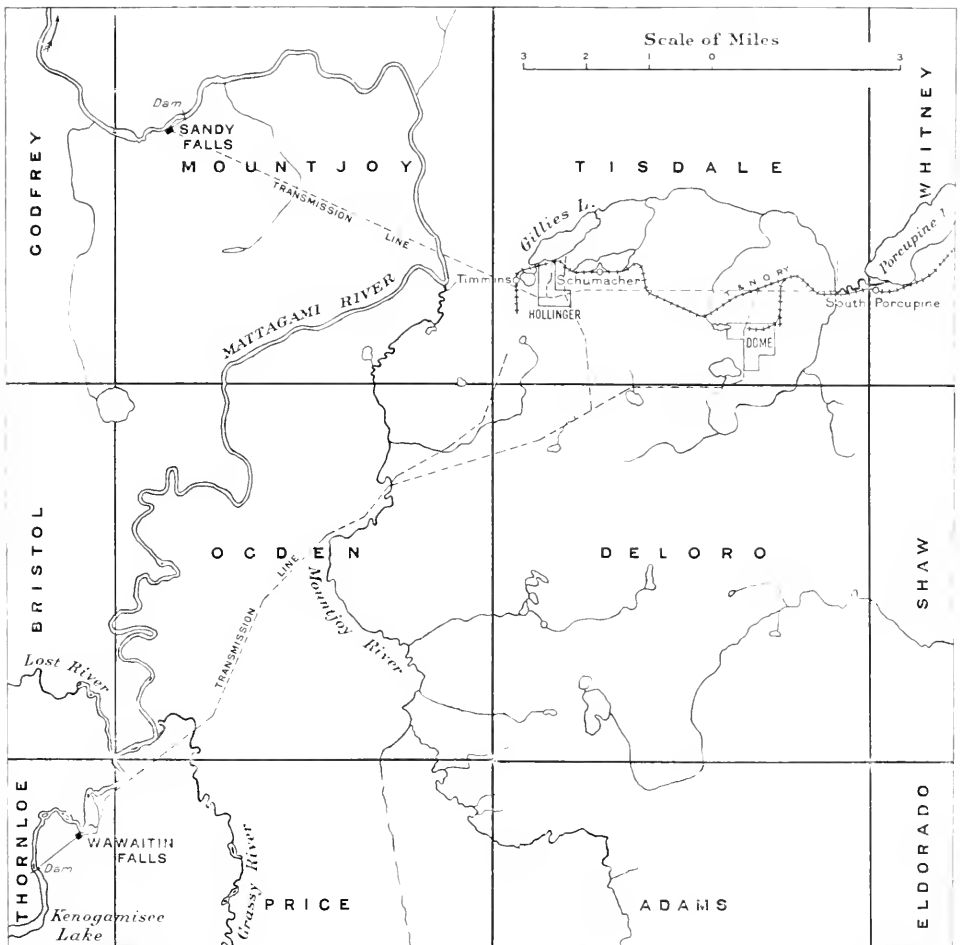 Scale of Miles
3 2 1 0 3
Dam
SANDY
FALLS
GODFREY
MOUNTJOY
TISDALE
WHITNEY
TRANSMISSION
LINE
Gillies L.
Porcupine L.
MATTAGAMI RIVER
Timmins
Schumacher
HOLLINGER
& N O RY
South Porcupine
DOME
BRISTOL
OGDEN
DELORO
SHAW
TRANSMISSION
LINE
Mountjoy River
Lost River
THORNLOE
WAWAITIN
FALLS
Dam
Kenogamisee
Lake
Grassy River
PRICE
ADAMS
ELDORADO